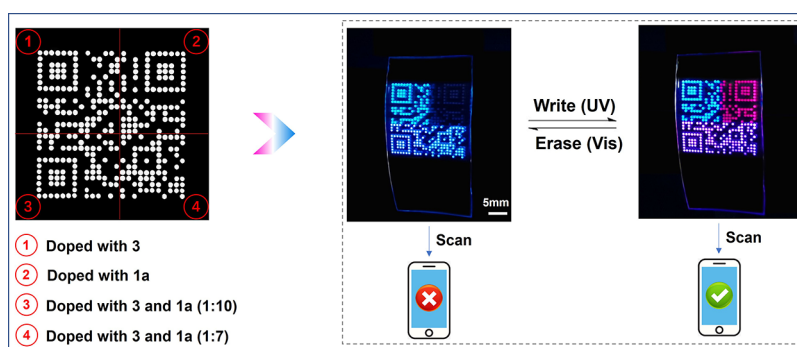 1
2
3
4
1 Doped with 3
2 Doped with 1a
3 Doped with 3 and 1a (1:10)
4 Doped with 3 and 1a (1:7)
5mm
Write (UV)
Erase (Vis)
Scan
Scan